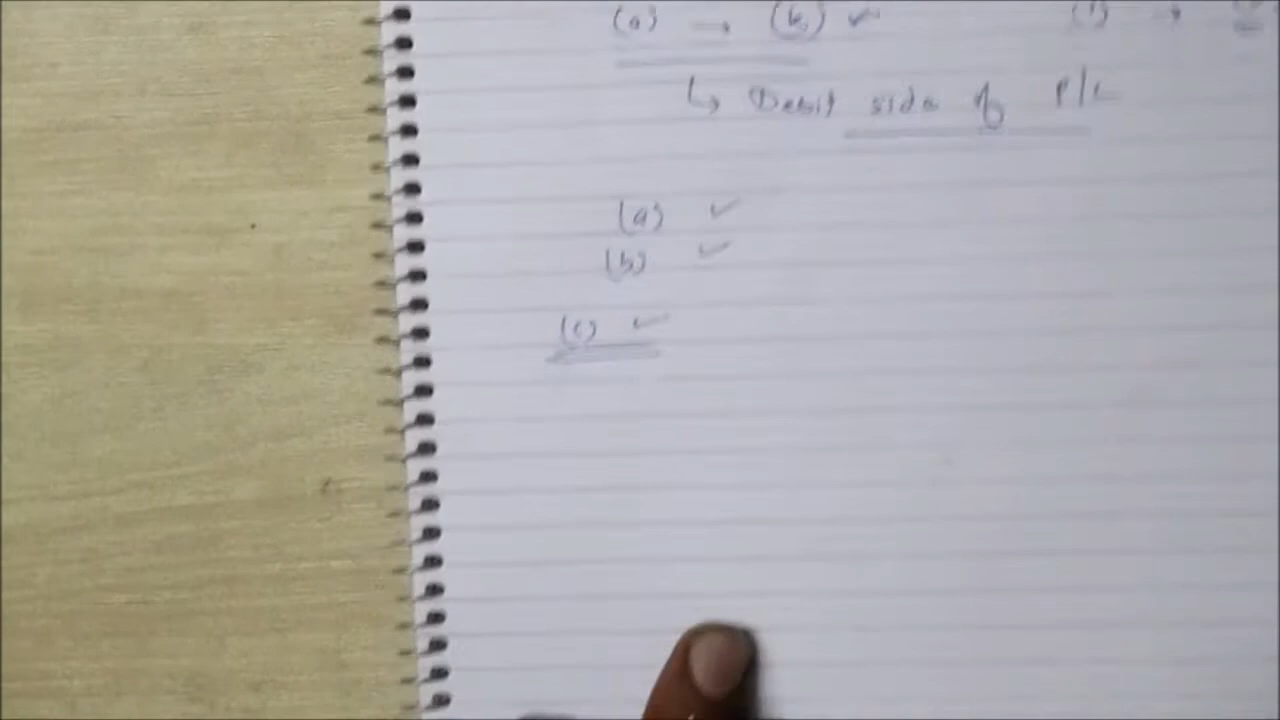 (a) → (b) ✓ (f) →
↳ Debit side of P/L
(a) ✓
(b) ✓
(c) ✓